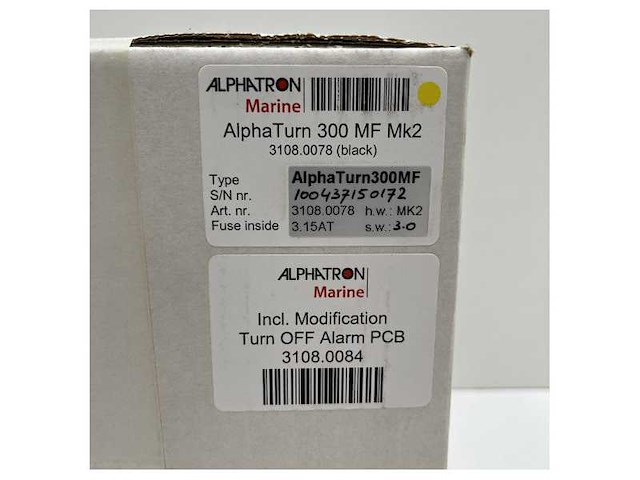 ALPHATRON
Marine
AlphaTurn 300 MF Mk2
3108.0078 (black)
Type AlphaTurn300MF
S/N nr. 100437150172
Art. nr. 3108.0078 h.w.: MK2
Fuse inside 3.15AT s.w.: 3.0
ALPHATRON
Marine
Incl. Modification
Turn OFF Alarm PCB
3108.0084